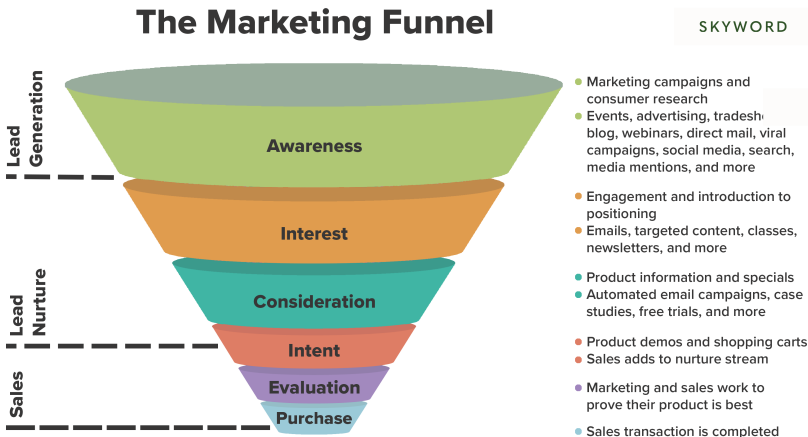 The Marketing Funnel
SKYWORD
Lead
Generation
Awareness
Marketing campaigns and
consumer research
Events, advertising,
blog, webinars, direct mail, viral
campaigns, social media, search,
media mentions, and more
Interest
Engagement and introduction to
positioning
Emails, targeted content, classes,
newsletters, and more
Lead
Nurture
Consideration
Product information and specials
Automated email campaigns, case
studies, free trials, and more
Intent
Product demos and shopping carts
Sales adds to nurture stream
Sales
Evaluation
Marketing and sales work to
prove their product is best
Purchase
Sales transaction is completed